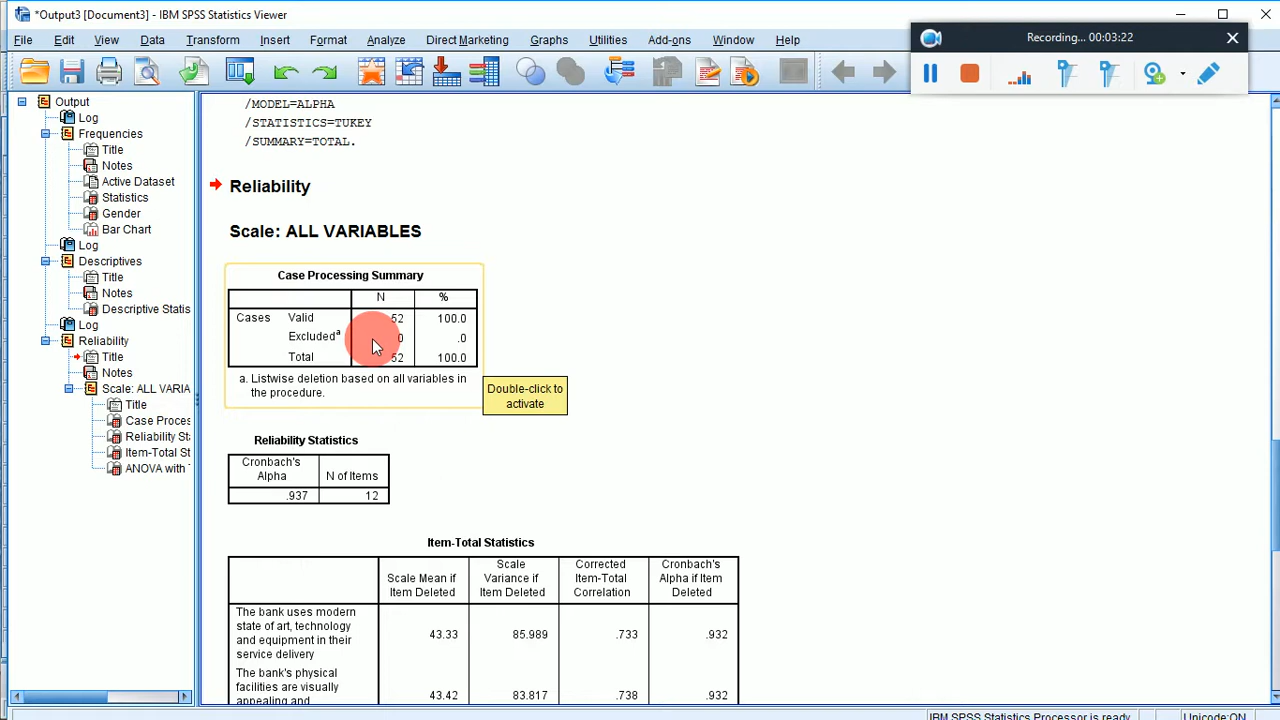 *Output3 [Document3] - IBM SPSS Statistics Viewer
File Edit View Data Transform Insert Format Analyze Direct Marketing Graphs Utilities Add-ons Window Help
Recording... 00:03:22
Output
Log
Frequencies
Title
Notes
Active Dataset
Statistics
Gender
Bar Chart
Log
Descriptives
Title
Notes
Descriptive Statis
Log
Reliability
Title
Notes
Scale: ALL VARIA
Title
Case Proces
Reliability St
Item-Total St
ANOVA with
/MODEL=ALPHA
/STATISTICS=TUKEY
/SUMMARY=TOTAL.
Reliability
Scale: ALL VARIABLES
Case Processing Summary
N %
Cases Valid 52 100.0
Excludeda 0 .0
Total 52 100.0
a. Listwise deletion based on all variables in
the procedure.
Double-click to
activate
Reliability Statistics
Cronbach's
Alpha N of Items
.937 12
Item-Total Statistics
Scale Mean if
Item Deleted
Scale
Variance if
Item Deleted
Corrected
Item-Total
Correlation
Cronbach's
Alpha if Item
Deleted
The bank uses modern
state of art, technology
and equipment in their
service delivery
43.33 85.989 .733 .932
The bank's physical
facilities are visually
appealing and
43.42 83.817 .738 .932
IBM SPSS Statistics Processor is ready
Unicode:ON